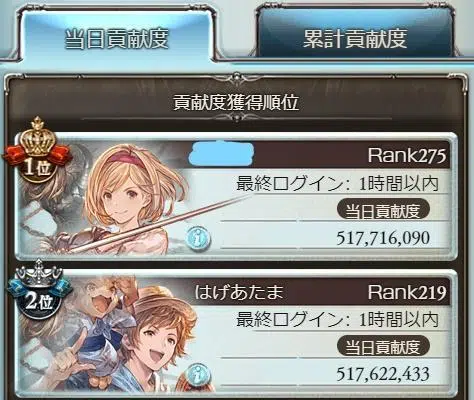 当日貢献度
累計貢献度
貢献度獲得順位
1位
Rank275
最終ログイン: 1時間以内
当日貢献度
517,716,090
2位
はげあたま
Rank219
最終ログイン: 1時間以内
当日貢献度
517,622,433